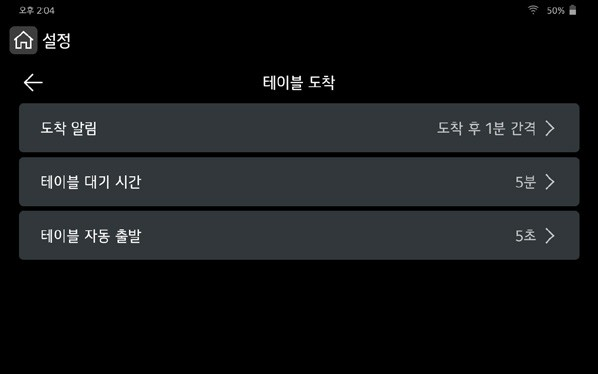 오후 2:04
50%
설정
테이블 도착
도착 알림 도착 후 1분 간격
테이블 대기 시간 5분
테이블 자동 출발 5초